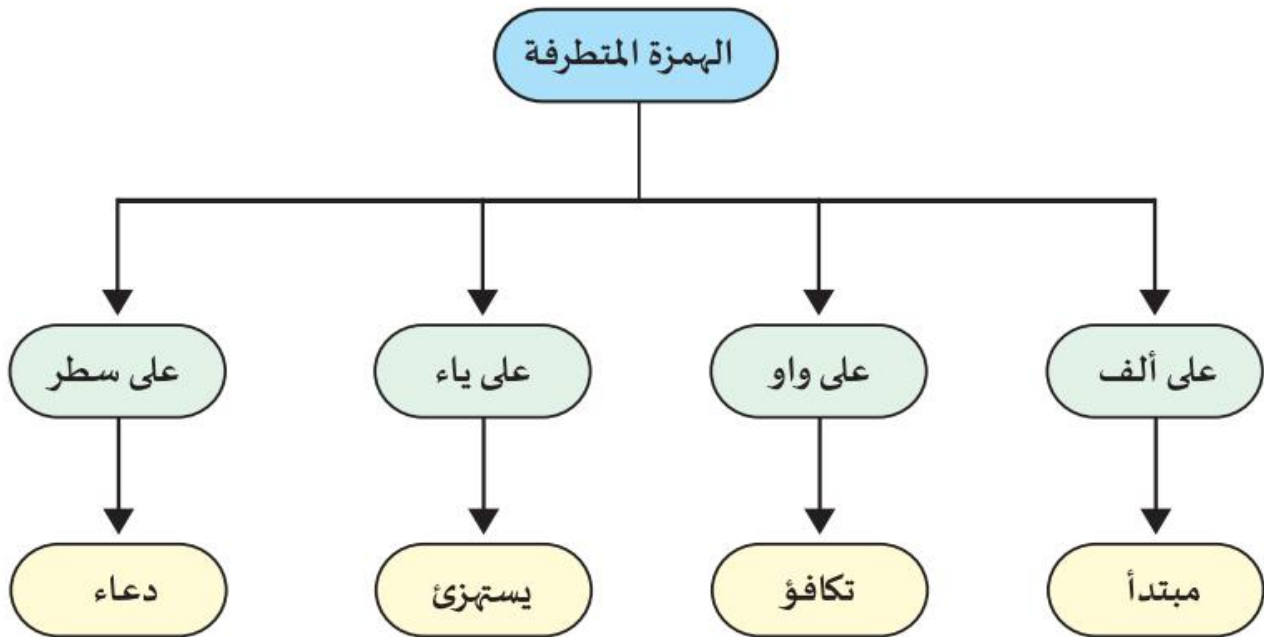 الهمزة المتطرفة
على ألف
على واو
على ياء
على سطر
مبتدأ
تكافؤ
يستهزئ
دعاء